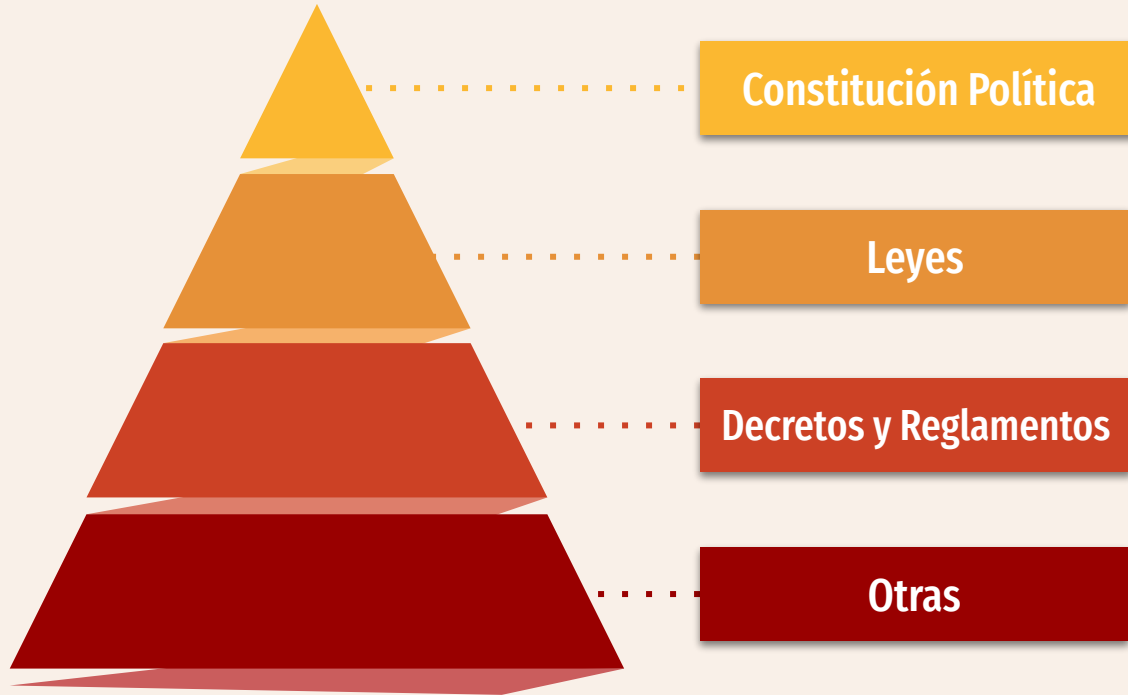 Constitución Política
Leyes
Decretos y Reglamentos
Otras